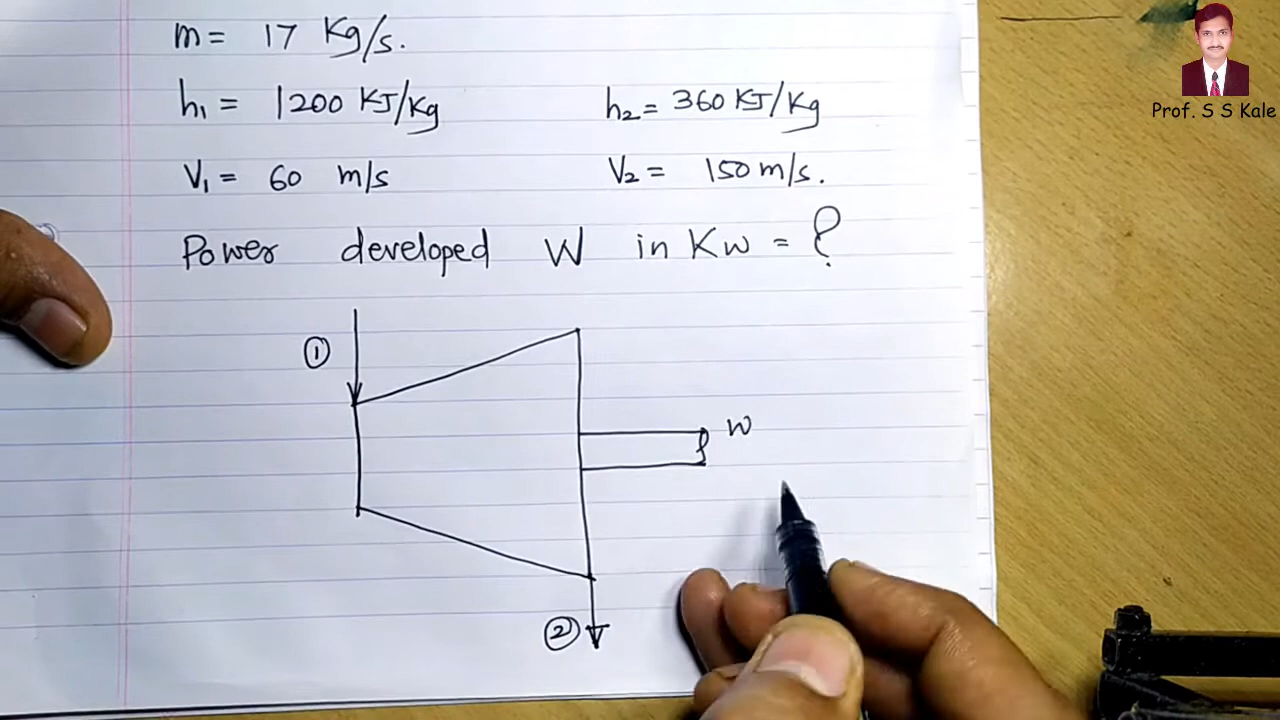 Prof. S S Kale
m = 17 Kg/s.
h₁ = 1200 KJ/Kg h₂ = 360 KJ/Kg
V₁ = 60 m/s V₂ = 150 m/s.
Power developed W in Kw = ?
①
W
②